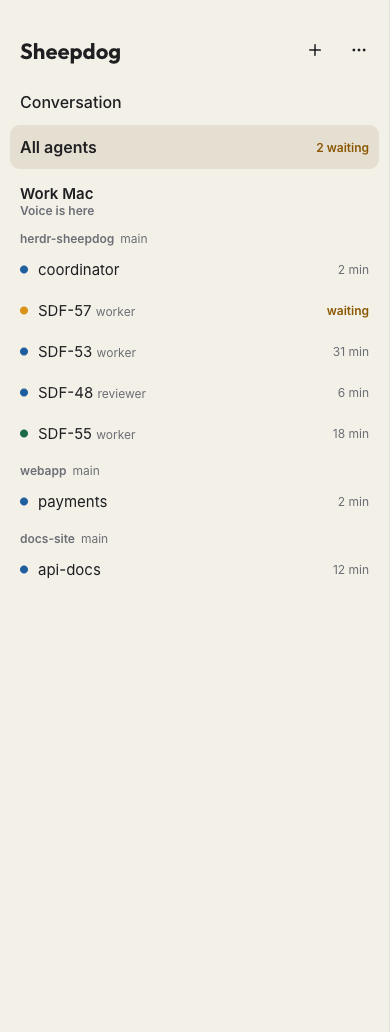 Sheepdog
Conversation
All agents 2 waiting
Work Mac
Voice is here
herdr-sheepdog main
coordinator 2 min
SDF-57 worker waiting
SDF-53 worker 31 min
SDF-48 reviewer 6 min
SDF-55 worker 18 min
webapp main
payments 2 min
docs-site main
api-docs 12 min